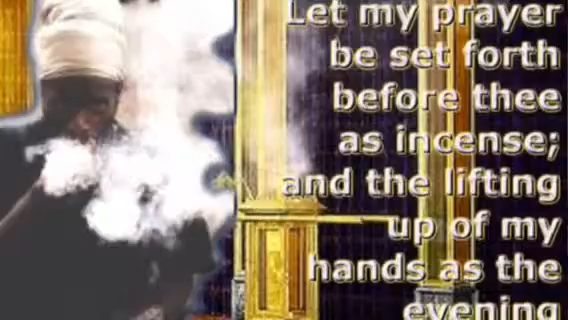 Let my prayer
be set forth
before thee
as incense;
and the lifting
up of my
hands as the
evening